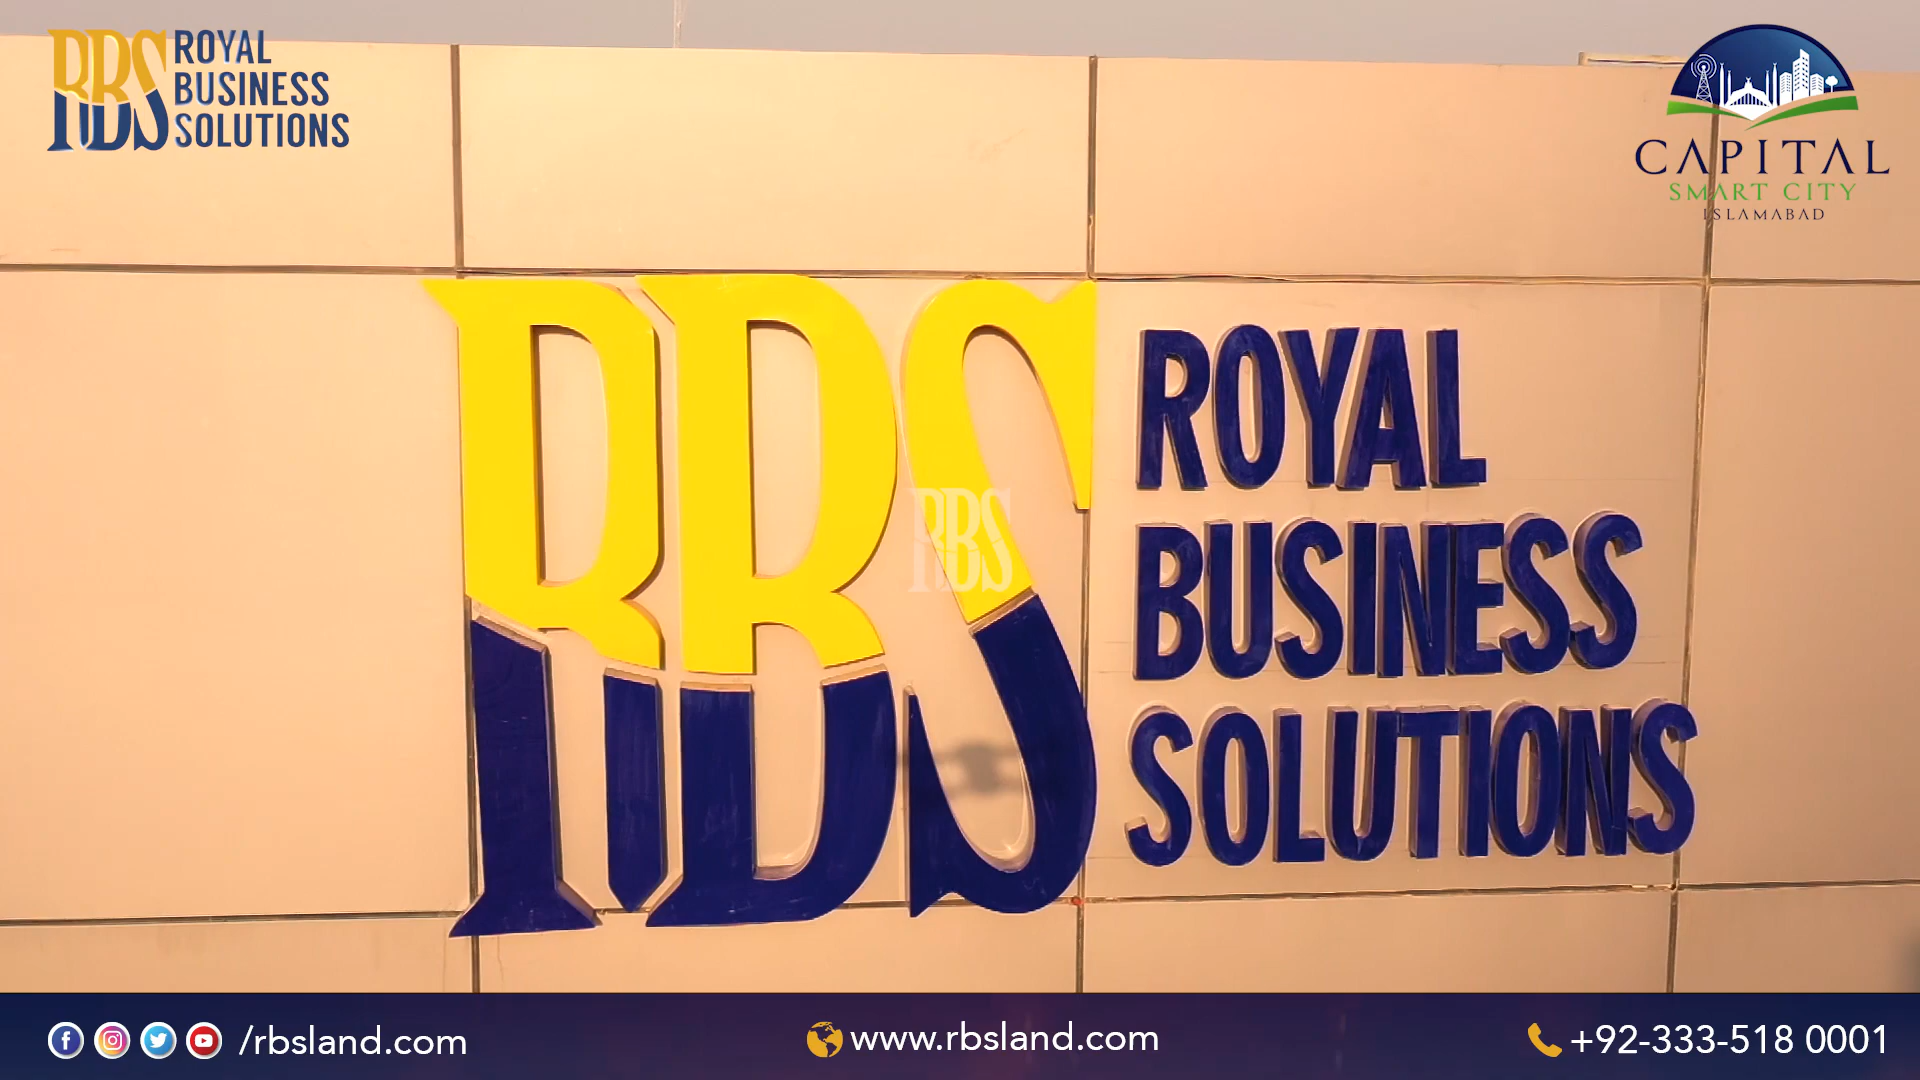 RBS
ROYAL
BUSINESS
SOLUTIONS
CAPITAL
SMART CITY
ISLAMABAD
RBS
ROYAL
BUSINESS
SOLUTIONS
RBS
/rbsland.com
www.rbsland.com
+92-333-518 0001